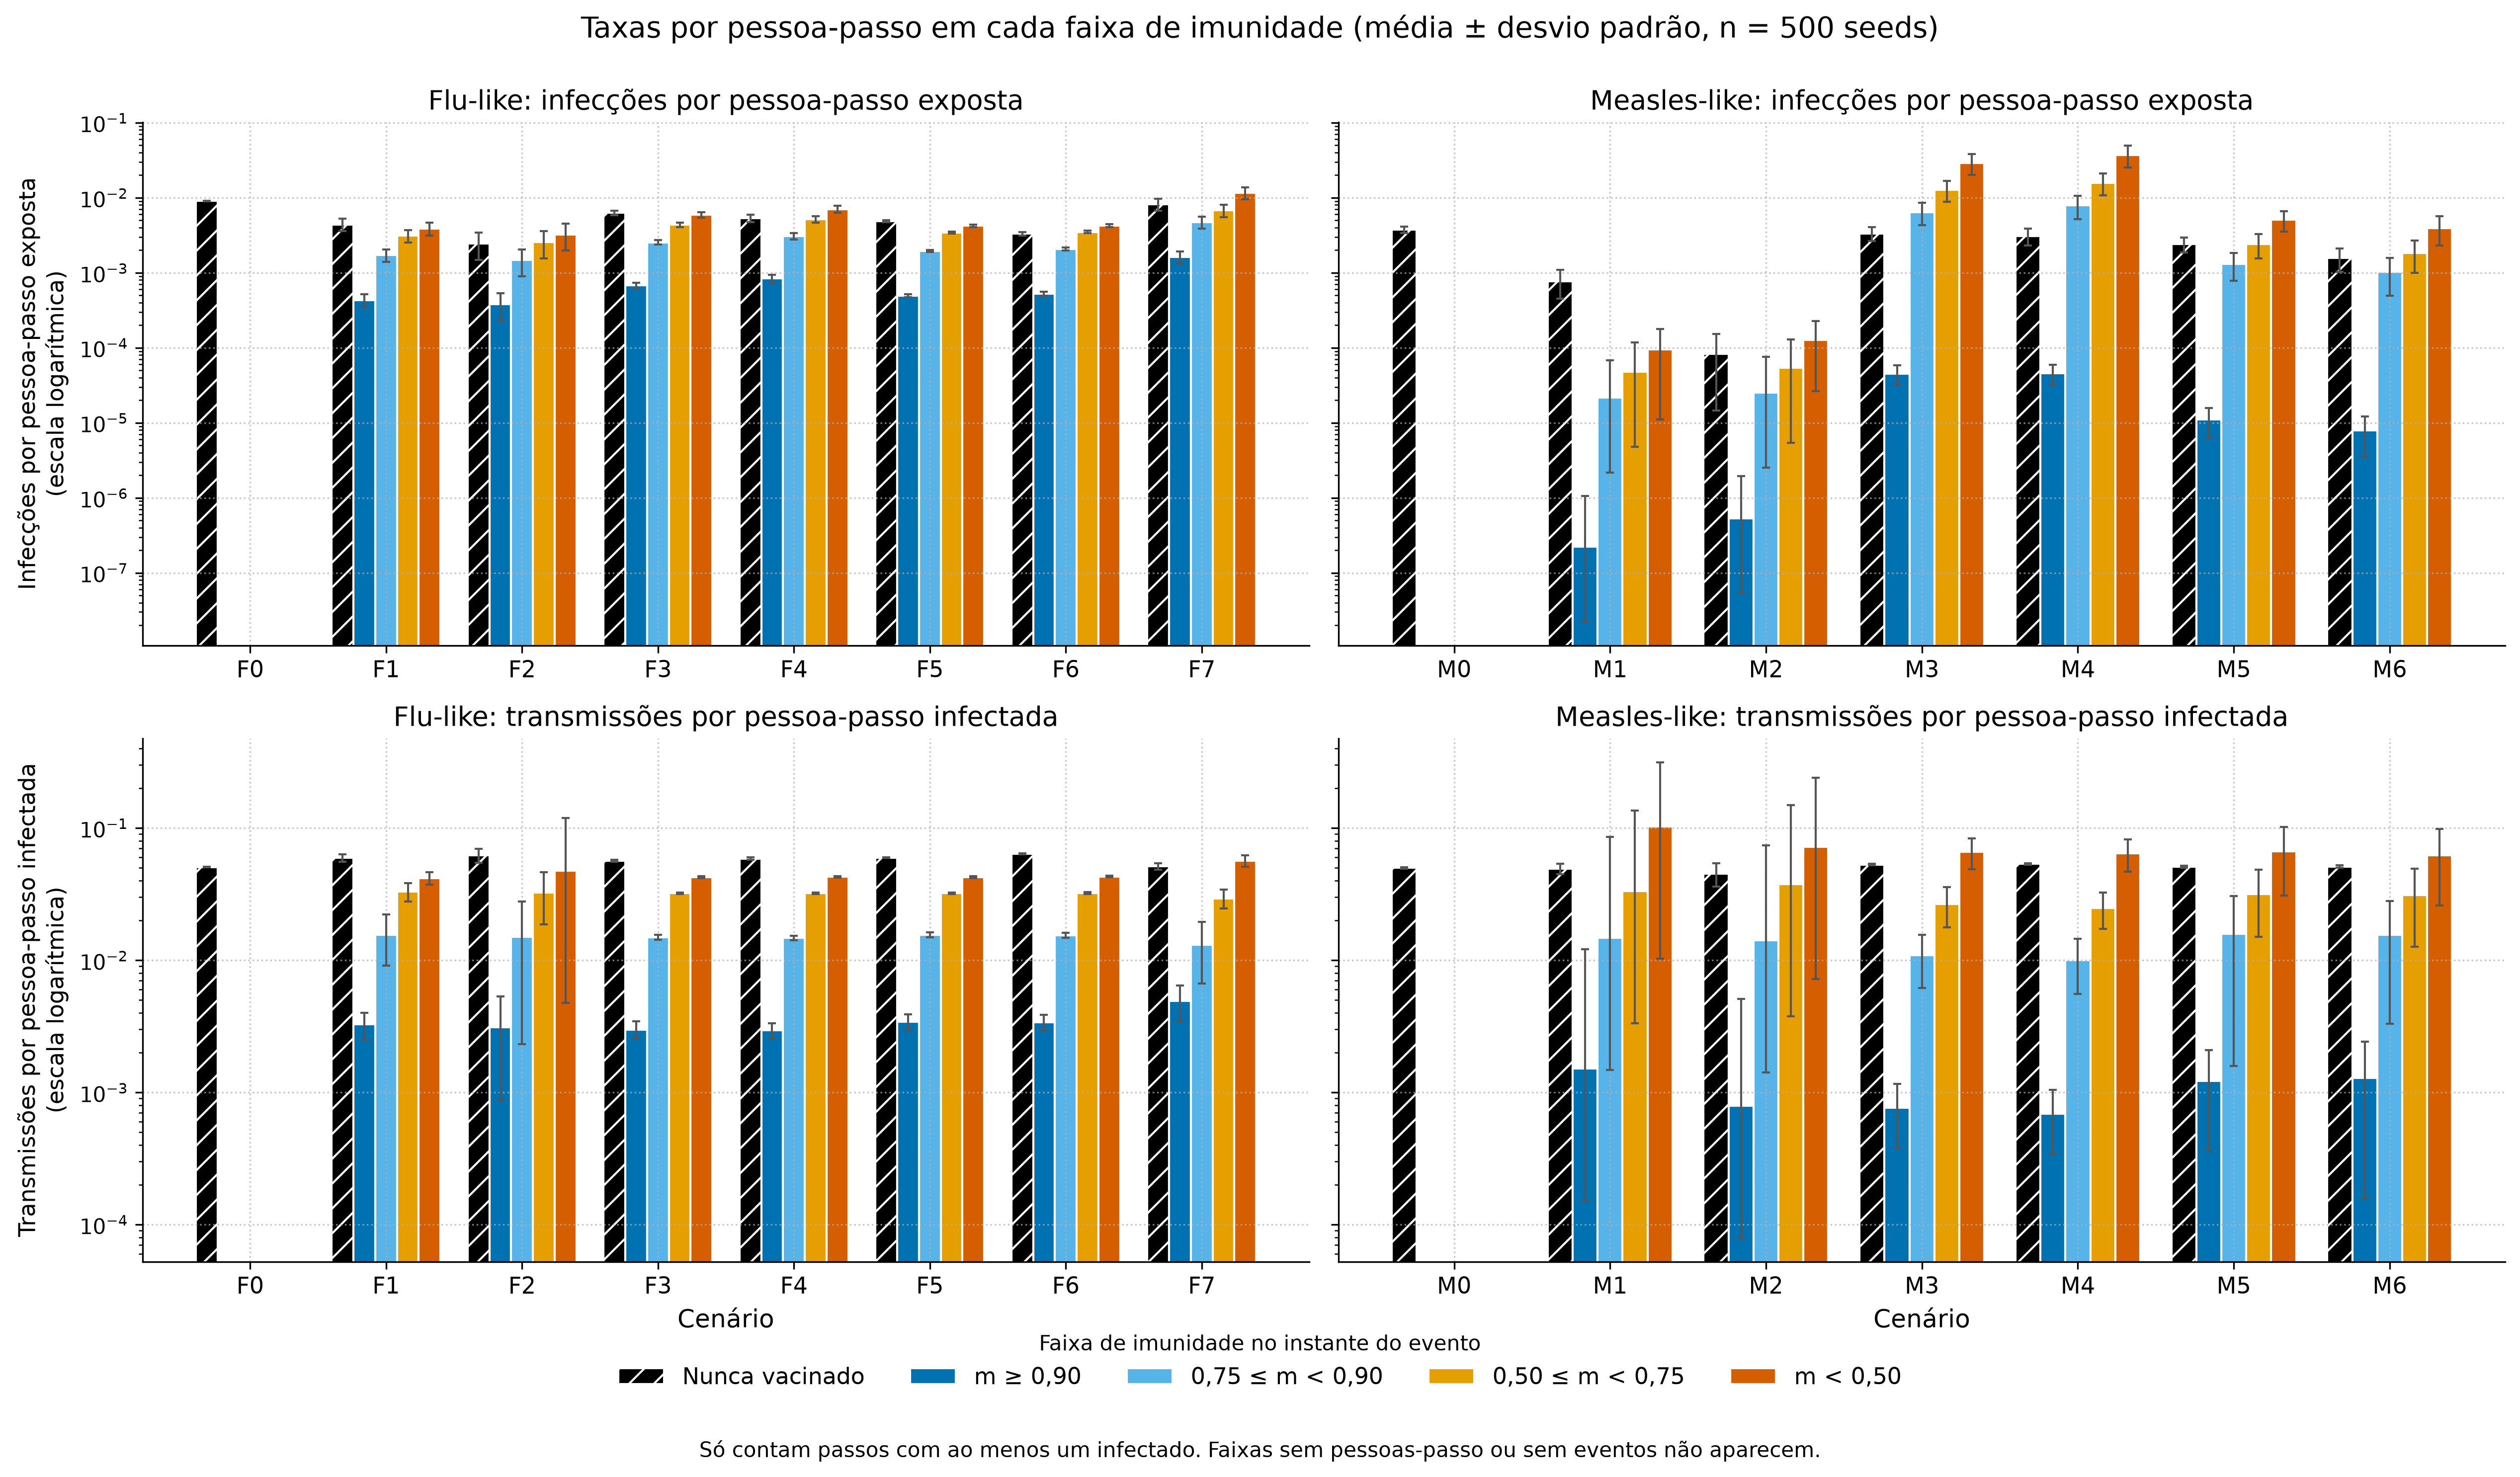 Taxas por pessoa-passo em cada faixa de imunidade (média ± desvio padrão, n = 500 seeds)
Flu-like: infecções por pessoa-passo exposta
Infecções por pessoa-passo exposta
(escala logarítmica)
10⁻¹
10⁻²
10⁻³
10⁻⁴
10⁻⁵
10⁻⁶
10⁻⁷
F0 F1 F2 F3 F4 F5 F6 F7
Measles-like: infecções por pessoa-passo exposta
M0 M1 M2 M3 M4 M5 M6
Flu-like: transmissões por pessoa-passo infectada
Transmissões por pessoa-passo infectada
(escala logarítmica)
10⁻¹
10⁻²
10⁻³
10⁻⁴
F0 F1 F2 F3 F4 F5 F6 F7
Cenário
Measles-like: transmissões por pessoa-passo infectada
M0 M1 M2 M3 M4 M5 M6
Cenário
Faixa de imunidade no instante do evento
Nunca vacinado m ≥ 0,90 0,75 ≤ m < 0,90 0,50 ≤ m < 0,75 m < 0,50
Só contam passos com ao menos um infectado. Faixas sem pessoas-passo ou sem eventos não aparecem.